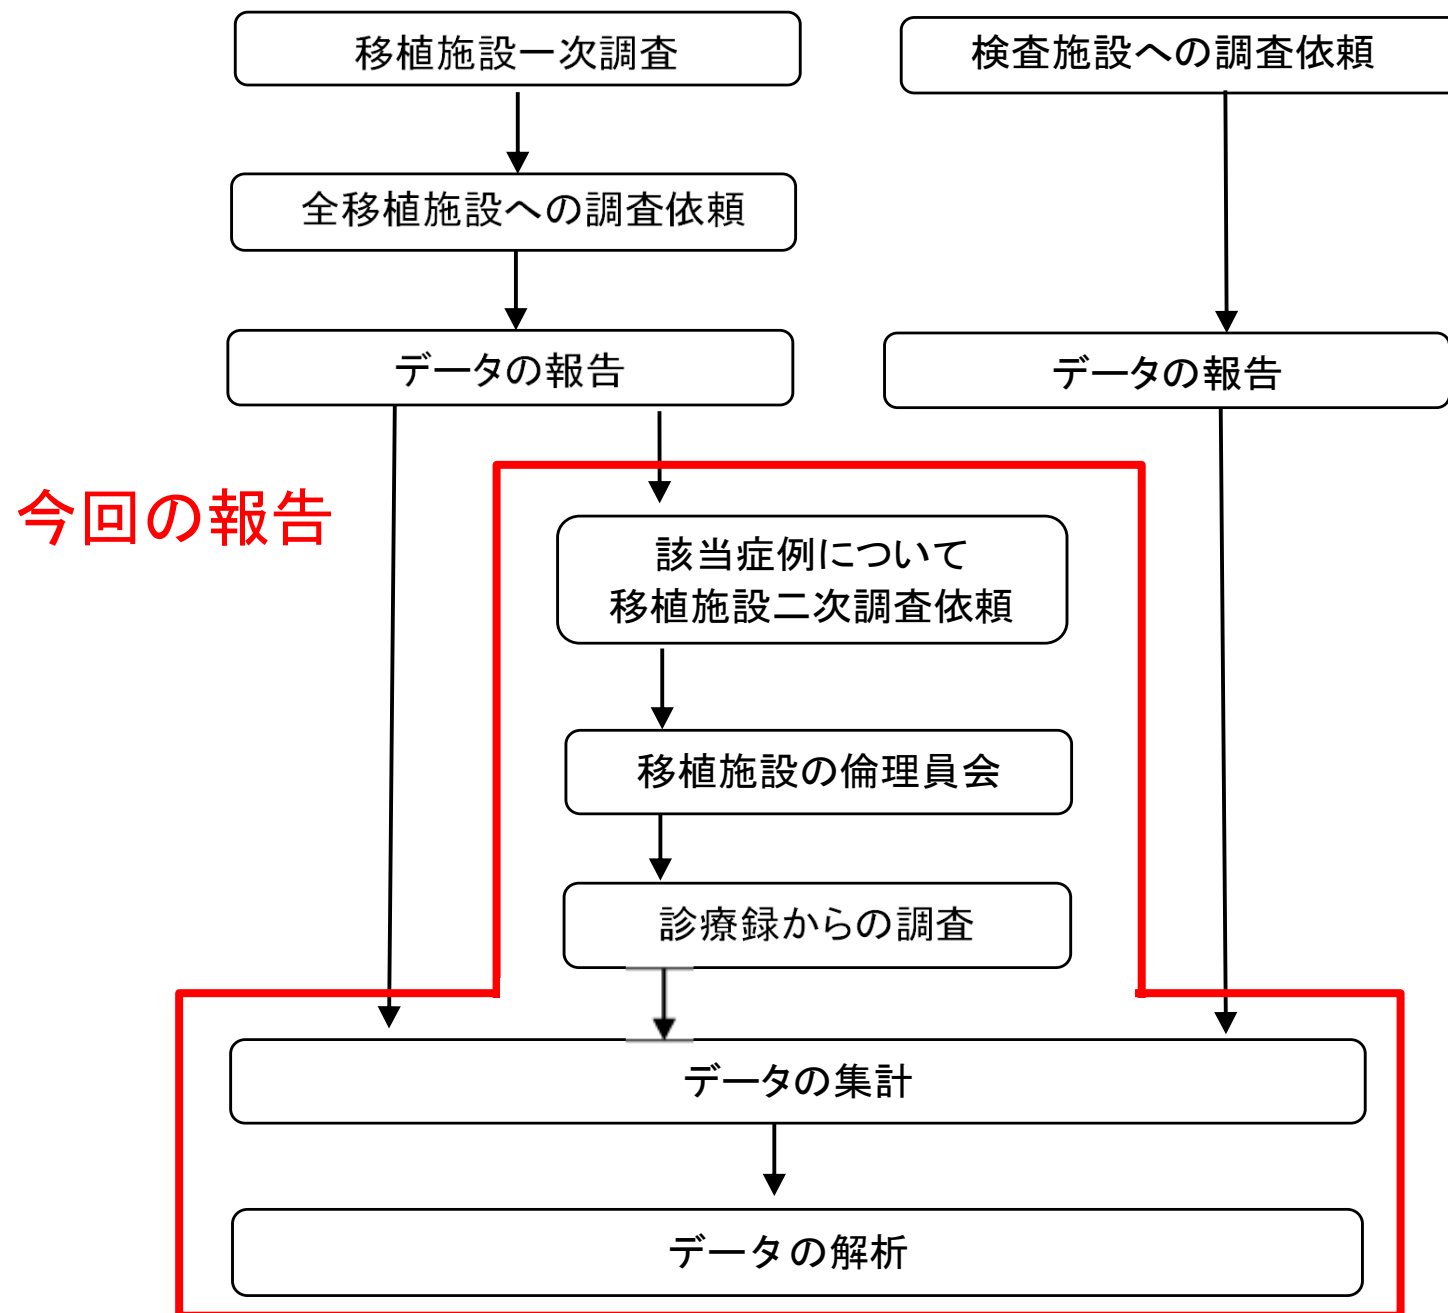 移植施設一次調査
検査施設への調査依頼
全移植施設への調査依頼
データの報告
データの報告
今回の報告
該当症例について
移植施設二次調査依頼
移植施設の倫理員会
診療録からの調査
データの集計
データの解析